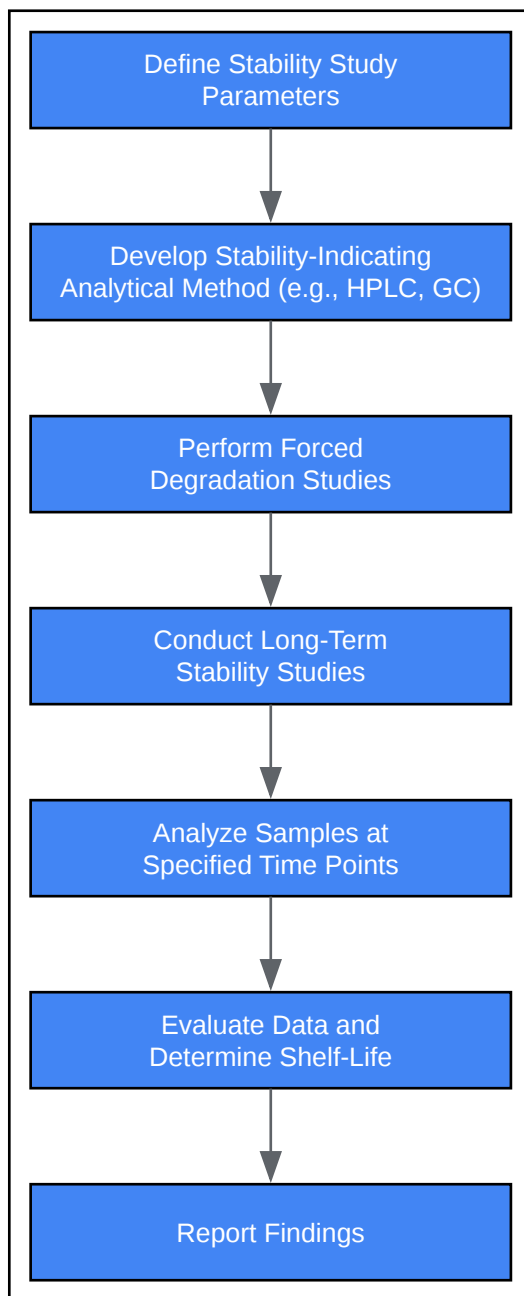 Define Stability Study
Parameters
Develop Stability-Indicating
Analytical Method (e.g., HPLC, GC)
Perform Forced
Degradation Studies
Conduct Long-Term
Stability Studies
Analyze Samples at
Specified Time Points
Evaluate Data and
Determine Shelf-Life
Report Findings